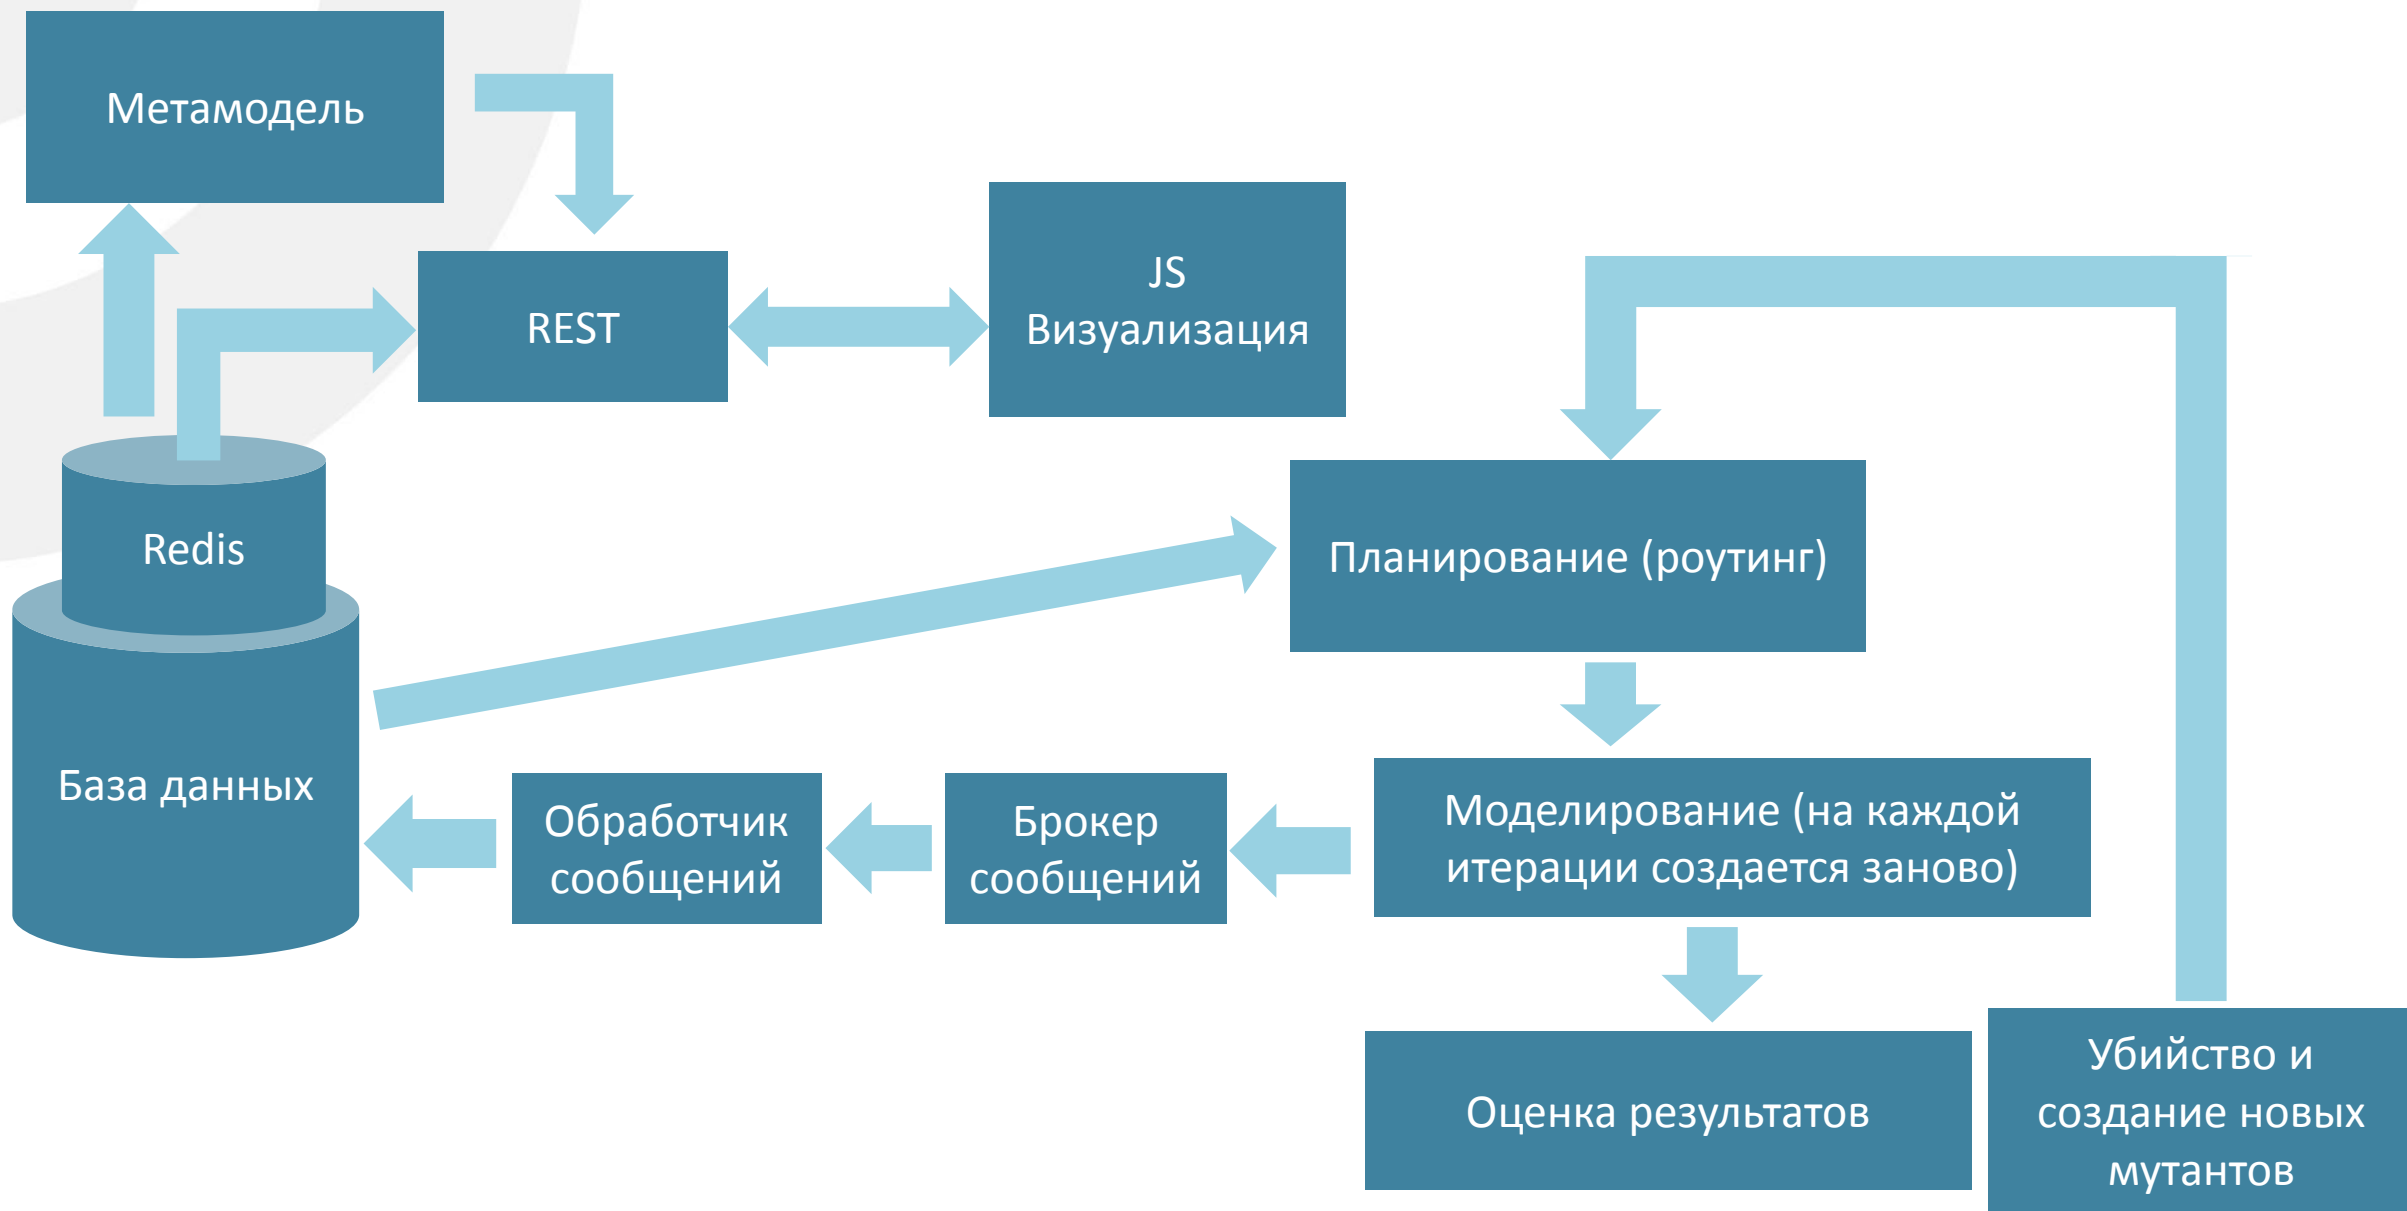 Метамодель
REST
JS
Визуализация
Redis
База данных
Планирование (роутинг)
Обработчик
сообщений
Брокер
сообщений
Моделирование (на каждой
итерации создается заново)
Оценка результатов
Убийство и
создание новых
мутантов